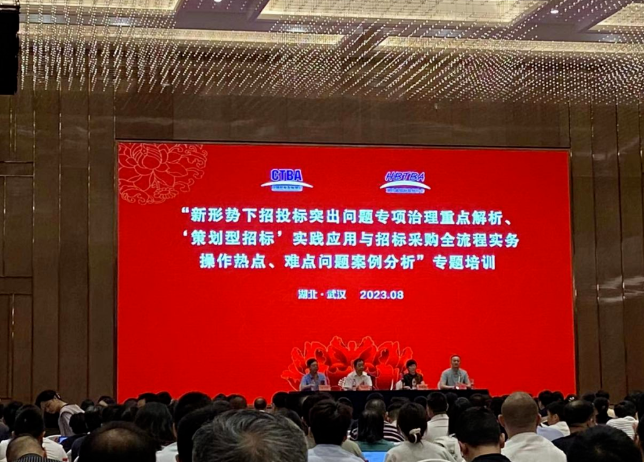 CTBA HBTBA
“新形势下招投标突出问题专项治理重点解析、
‘策划型招标’实践应用与招标采购全流程实务
操作热点、难点问题案例分析”专题培训
湖北·武汉 2023.08